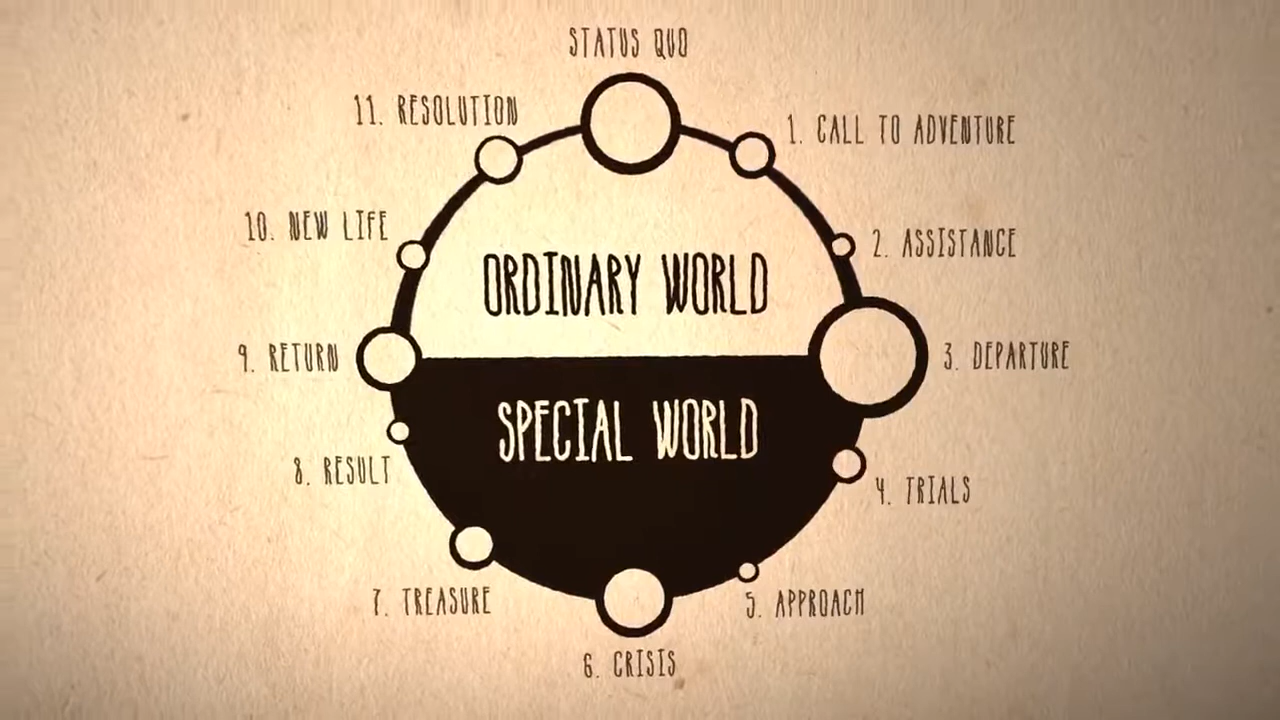 STATUS QUO
1. CALL TO ADVENTURE
2. ASSISTANCE
3. DEPARTURE
4. TRIALS
5. APPROACH
6. CRISIS
7. TREASURE
8. RESULT
9. RETURN
10. NEW LIFE
11. RESOLUTION
ORDINARY WORLD
SPECIAL WORLD